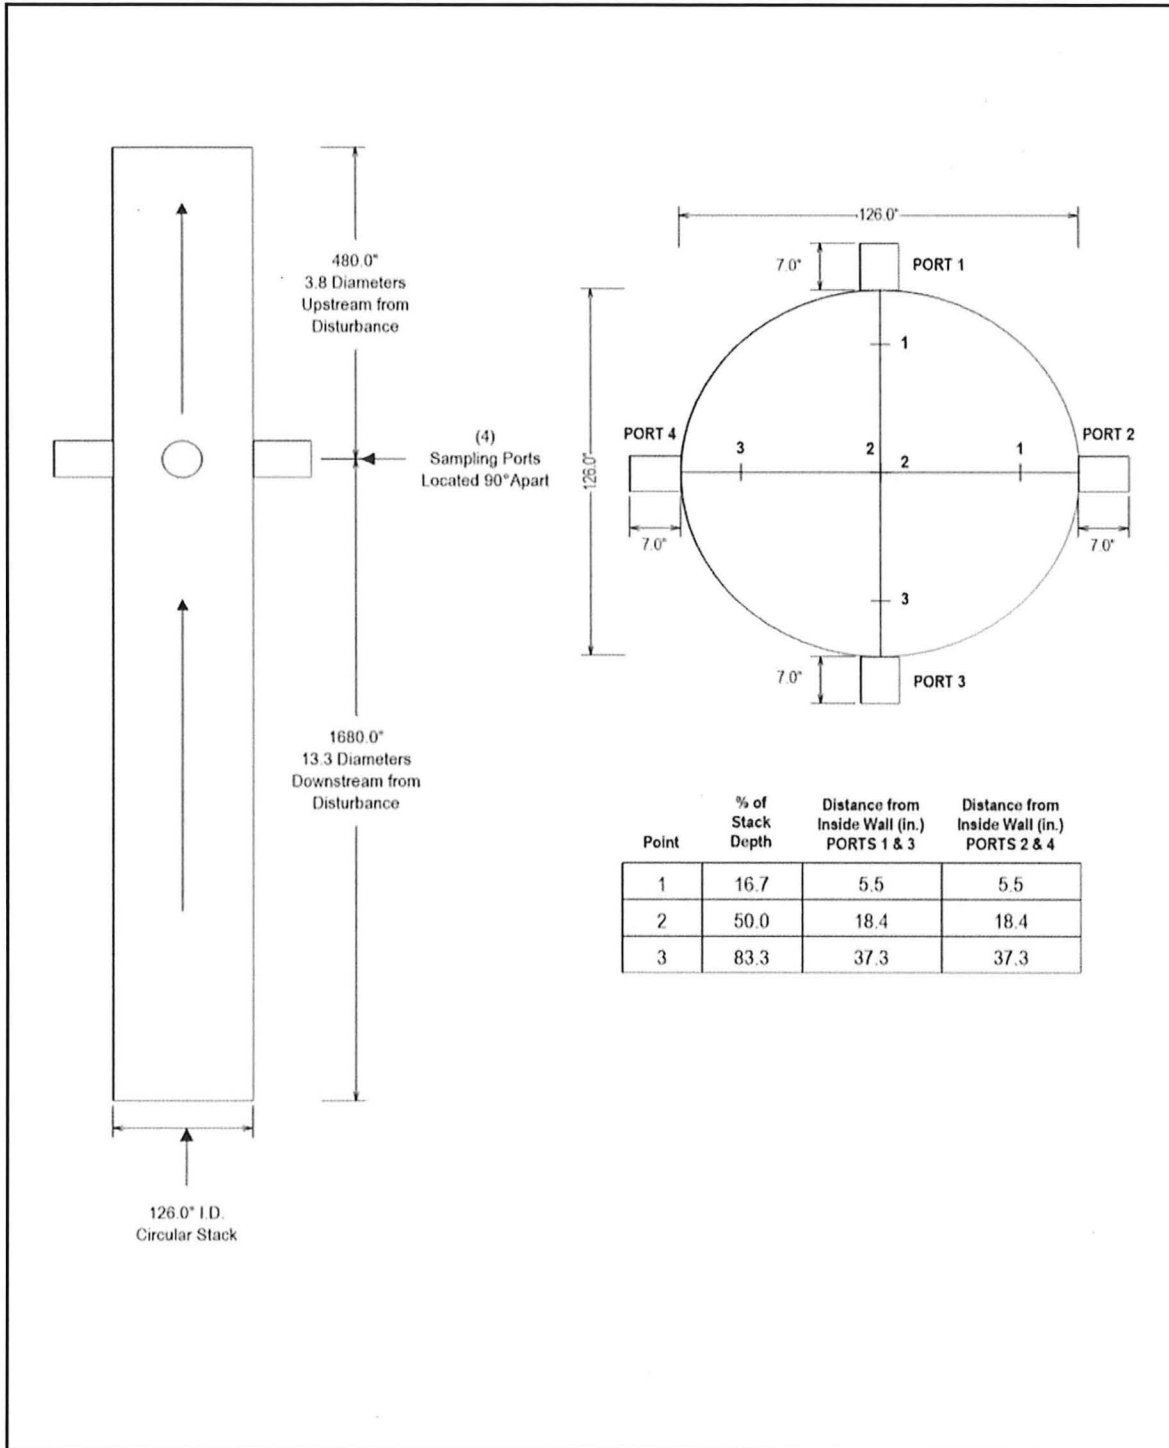 480.0"
3.8 Diameters
Upstream from
Disturbance
(4)
Sampling Ports
Located 90°Apart
1680.0"
13.3 Diameters
Downstream from
Disturbance
126.0" I.D.
Circular Stack
126.0"
7.0"
PORT 1
1
126.0"
PORT 4
3
2
2
1
PORT 2
7.0"
7.0"
3
7.0"
PORT 3
Point
% of
Stack
Depth
Distance from
Inside Wall (in.)
PORTS 1 & 3
Distance from
Inside Wall (in.)
PORTS 2 & 4
1 16.7 5.5 5.5
2 50.0 18.4 18.4
3 83.3 37.3 37.3